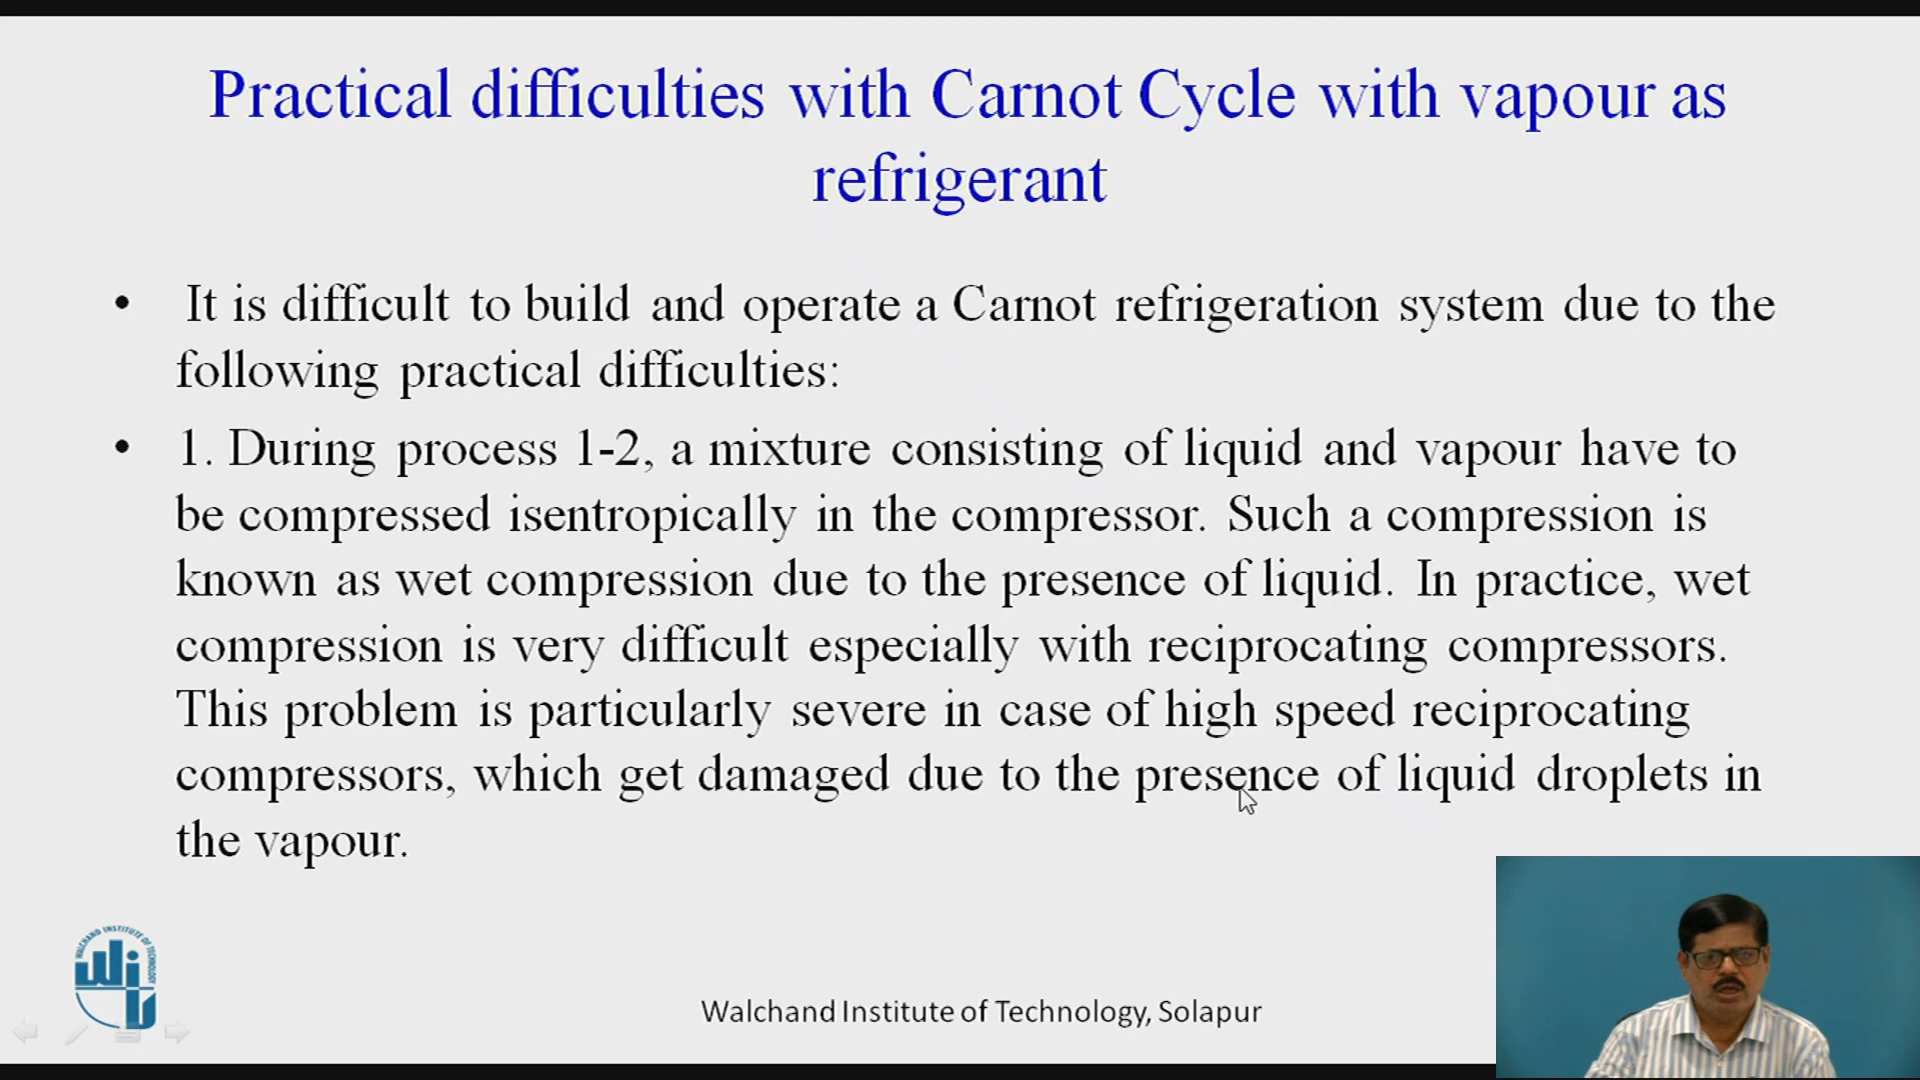 Practical difficulties with Carnot Cycle with vapour as
refrigerant
• It is difficult to build and operate a Carnot refrigeration system due to the
following practical difficulties:
• 1. During process 1-2, a mixture consisting of liquid and vapour have to
be compressed isentropically in the compressor. Such a compression is
known as wet compression due to the presence of liquid. In practice, wet
compression is very difficult especially with reciprocating compressors.
This problem is particularly severe in case of high speed reciprocating
compressors, which get damaged due to the presence of liquid droplets in
the vapour.
WALCHAND INSTITUTE OF TECHNOLOGY
wit
Walchand Institute of Technology, Solapur